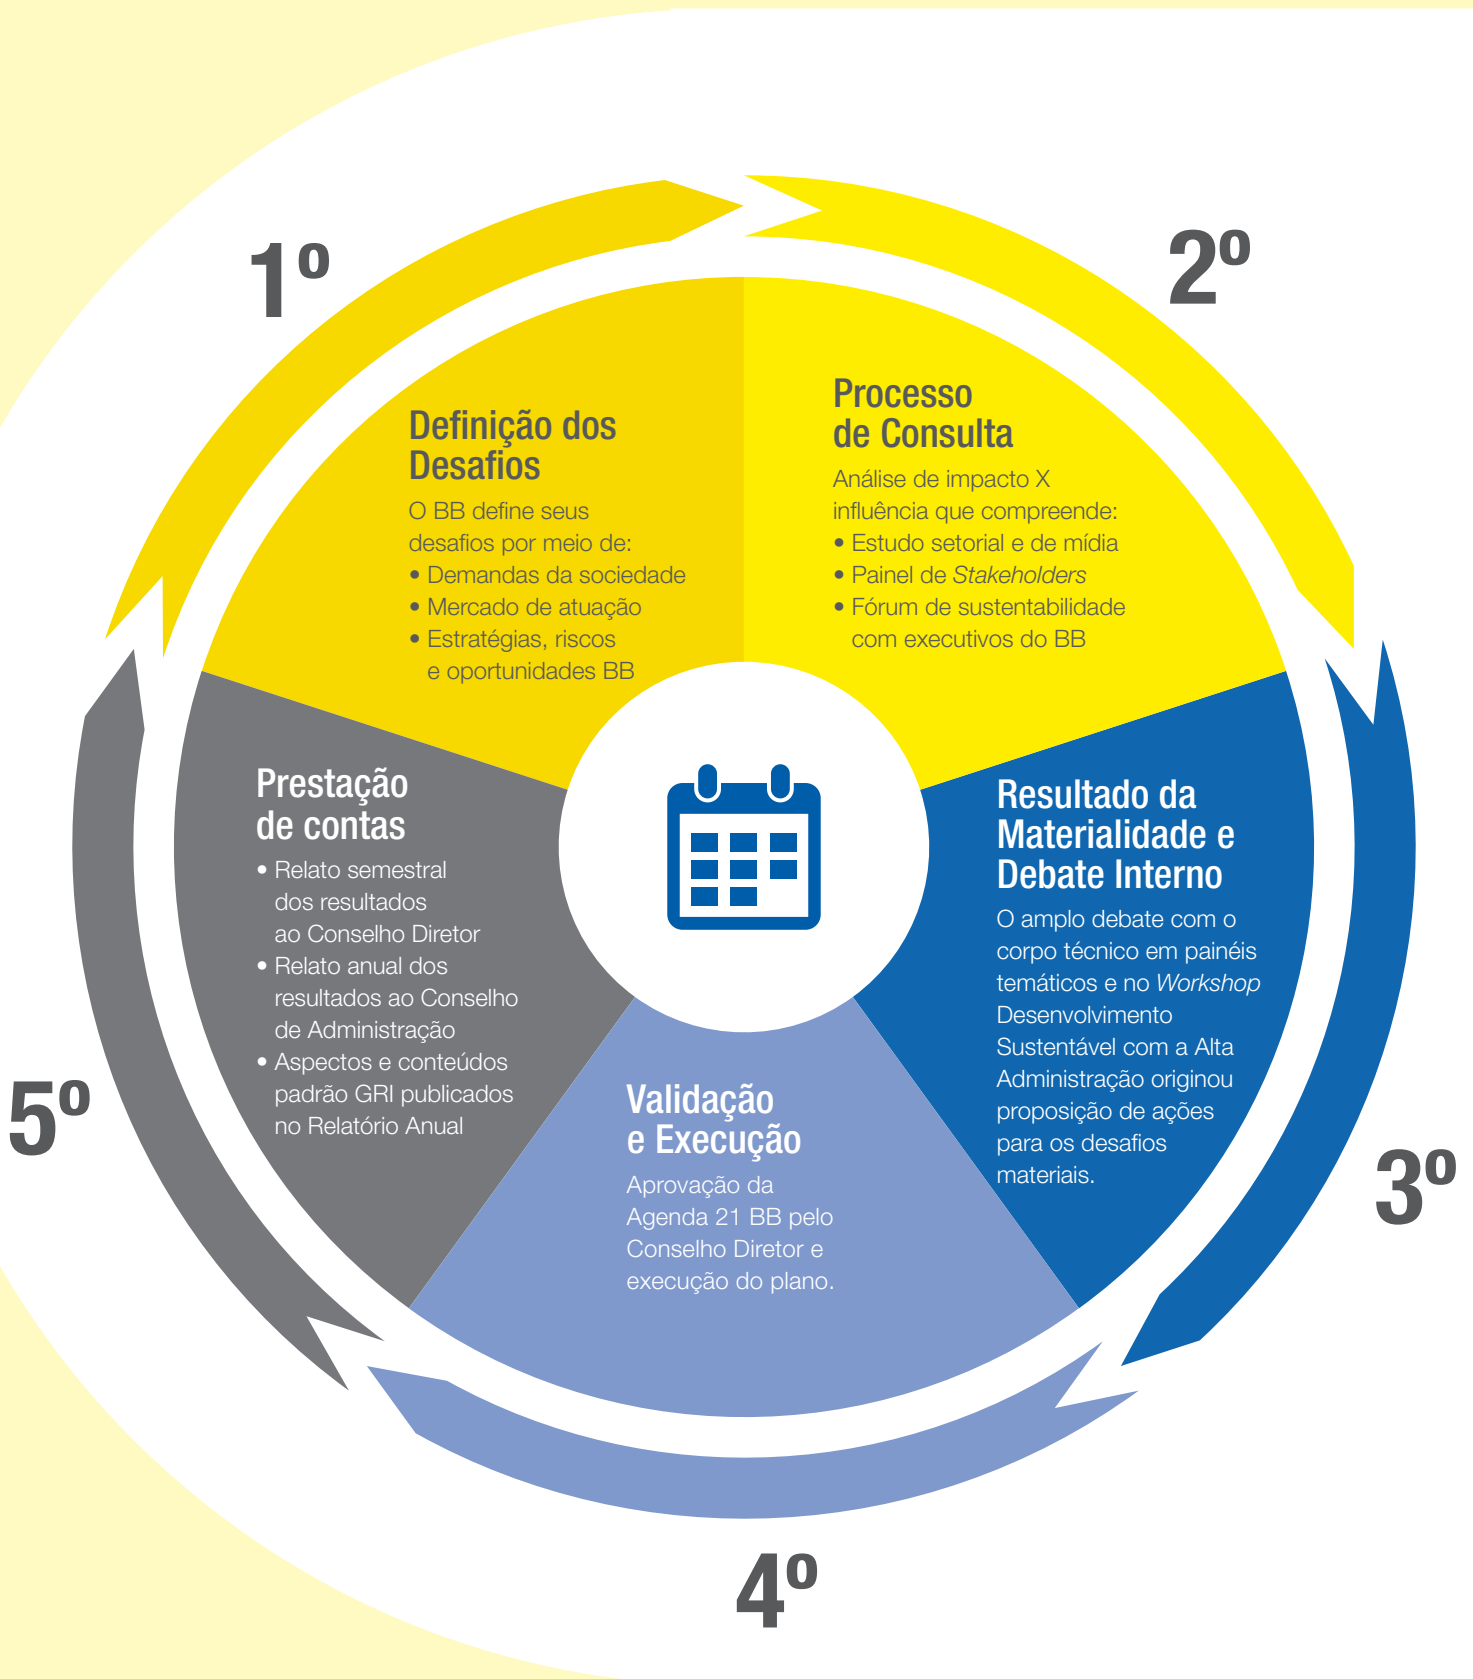 1º
Definição dos
Desafios
O BB define seus
desafios por meio de:
• Demandas da sociedade
• Mercado de atuação
• Estratégias, riscos
e oportunidades BB
2º
Processo
de Consulta
Análise de impacto X
influência que compreende:
• Estudo setorial e de mídia
• Painel de Stakeholders
• Fórum de sustentabilidade
com executivos do BB
3º
Resultado da
Materialidade e
Debate Interno
O amplo debate com o
corpo técnico em painéis
temáticos e no Workshop
Desenvolvimento
Sustentável com a Alta
Administração originou
proposição de ações
para os desafios
materiais.
4º
Validação
e Execução
Aprovação da
Agenda 21 BB pelo
Conselho Diretor e
execução do plano.
5º
Prestação
de contas
• Relato semestral
dos resultados
ao Conselho Diretor
• Relato anual dos
resultados ao Conselho
de Administração
• Aspectos e conteúdos
padrão GRI publicados
no Relatório Anual